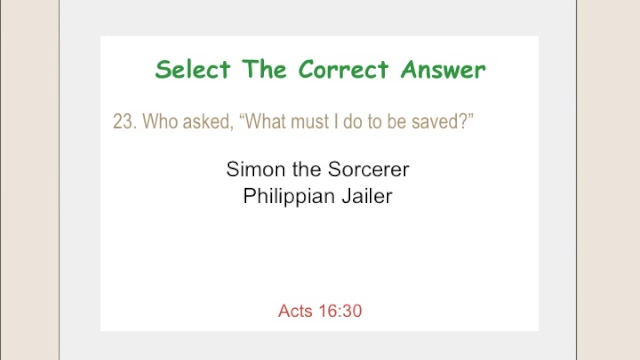 Select The Correct Answer
23. Who asked, “What must I do to be saved?”
Simon the Sorcerer
Philippian Jailer
Acts 16:30